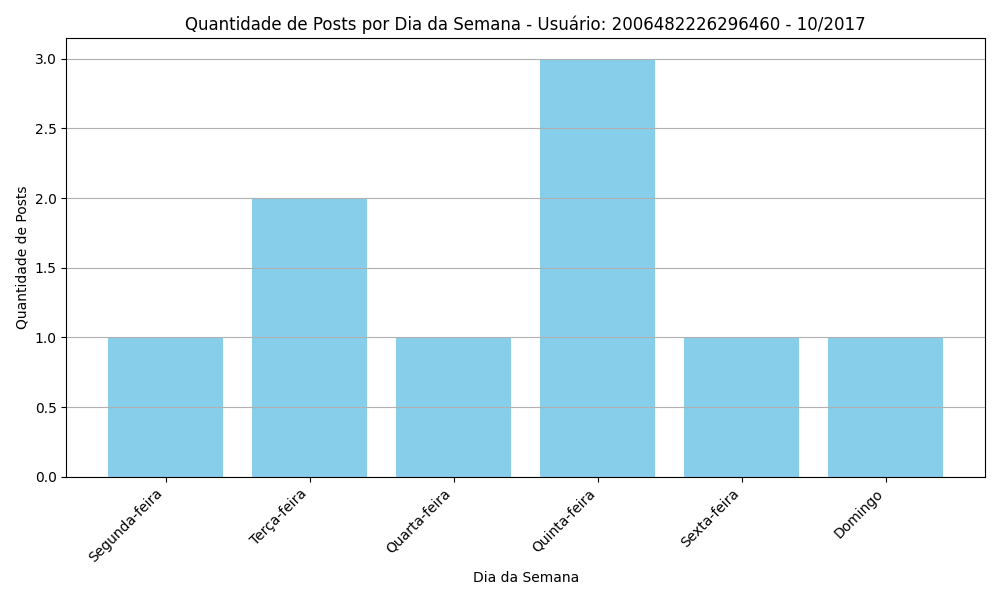 Quantidade de Posts por Dia da Semana - Usuário: 2006482226296460 - 10/2017
Quantidade de Posts
3.0
2.5
2.0
1.5
1.0
0.5
0.0
Segunda-feira
Terça-feira
Quarta-feira
Quinta-feira
Sexta-feira
Domingo
Dia da Semana